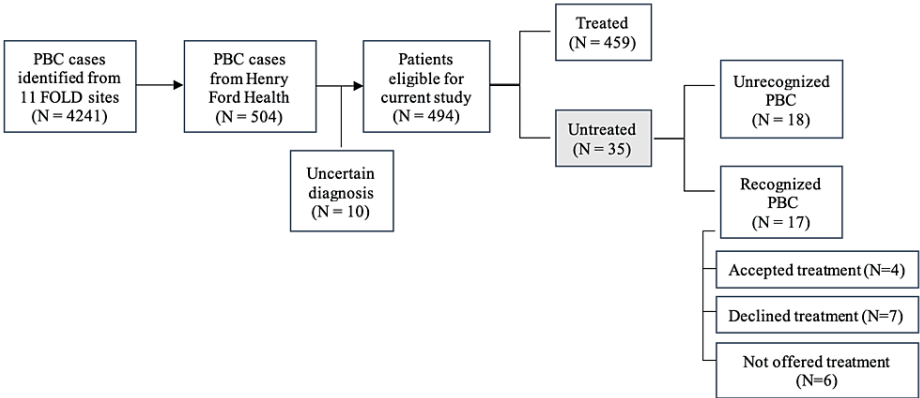 PBC cases
identified from
11 FOLD sites
(N = 4241)
PBC cases
from Henry
Ford Health
(N = 504)
Uncertain
diagnosis
(N = 10)
Patients
eligible for
current study
(N = 494)
Treated
(N = 459)
Untreated
(N = 35)
Unrecognized
PBC
(N = 18)
Recognized
PBC
(N = 17)
Accepted treatment (N=4)
Declined treatment (N=7)
Not offered treatment
(N=6)